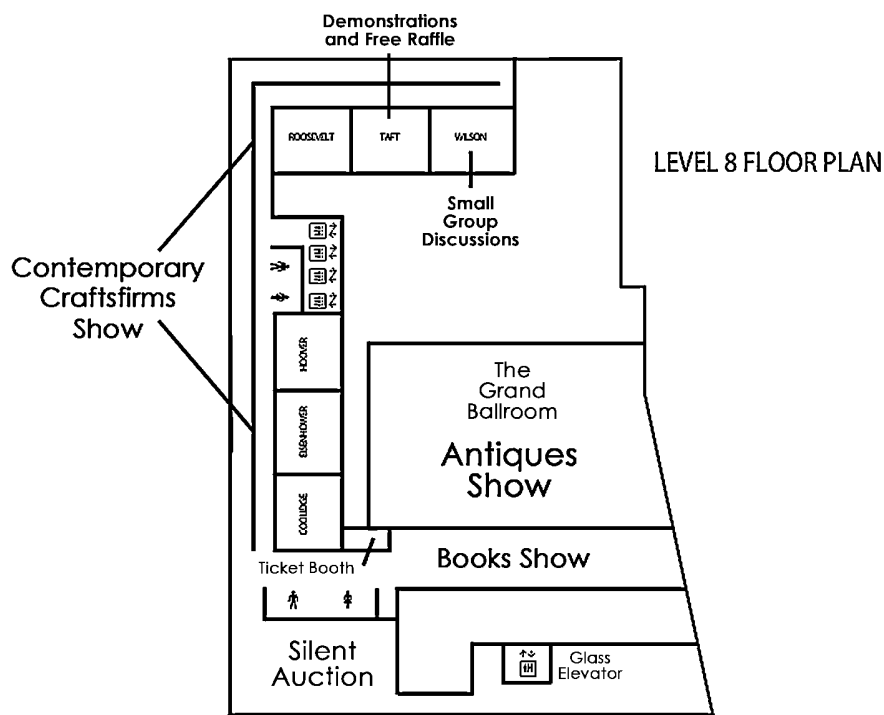 Demonstrations
and Free Raffle
ROOSEVELT
TAFT
WILSON
LEVEL 8 FLOOR PLAN
Small
Group
Discussions
Contemporary
Craftsfirms
Show
HOOVER
The
Grand
Ballroom
EISENHOWER
Antiques
Show
COOLIDGE
Ticket Booth
Books Show
Silent
Auction
Glass
Elevator